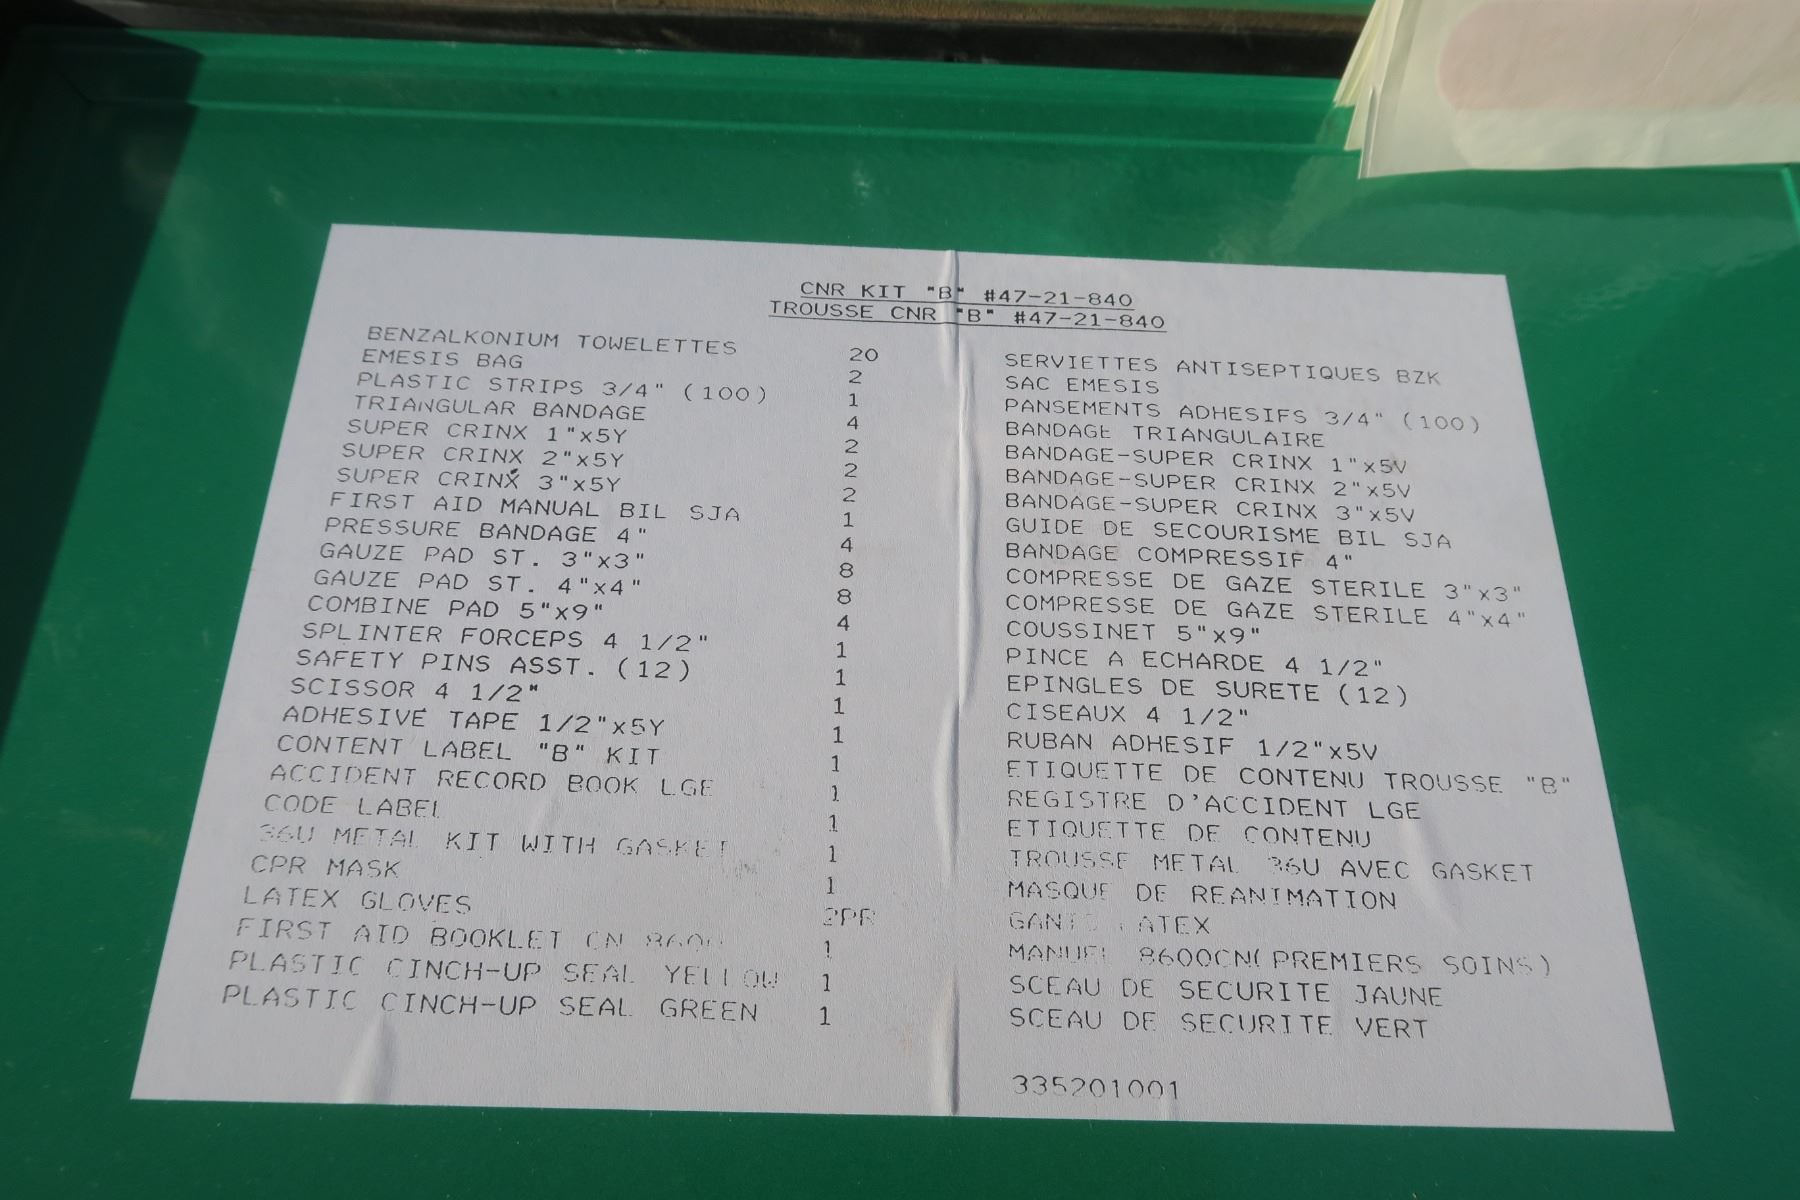 CNR KIT "B" #47-21-840
TROUSSE CNR "B" #47-21-840
BENZALKONIUM TOWELETTES 20 SERVIETTES ANTISEPTIQUES BZK
EMESIS BAG 2 SAC EMESIS
PLASTIC STRIPS 3/4" (100) 1 PANSEMENTS ADHESIFS 3/4" (100)
TRIANGULAR BANDAGE 4 BANDAGE TRIANGULAIRE
SUPER CRINX 1"x5Y 2 BANDAGE-SUPER CRINX 1"x5V
SUPER CRINX 2"x5Y 2 BANDAGE-SUPER CRINX 2"x5V
SUPER CRINX 3"x5Y 2 BANDAGE-SUPER CRINX 3"x5V
FIRST AID MANUAL BIL SJA 1 GUIDE DE SECOURISME BIL SJA
PRESSURE BANDAGE 4" 4 BANDAGE COMPRESSIF 4"
GAUZE PAD ST. 3"x3" 8 COMPRESSE DE GAZE STERILE 3"x3"
GAUZE PAD ST. 4"x4" 8 COMPRESSE DE GAZE STERILE 4"x4"
COMBINE PAD 5"x9" 4 COUSSINET 5"x9"
SPLINTER FORCEPS 4 1/2" 1 PINCE A ECHARDE 4 1/2"
SAFETY PINS ASST. (12) 1 EPINGLES DE SURETE (12)
SCISSOR 4 1/2" 1 CISEAUX 4 1/2"
ADHESIVE TAPE 1/2"x5Y 1 RUBAN ADHESIF 1/2"x5V
CONTENT LABEL "B" KIT 1 ETIQUETTE DE CONTENU TROUSSE "B"
ACCIDENT RECORD BOOK LGE 1 REGISTRE D'ACCIDENT LGE
CODE LABEL 1 ETIQUETTE DE CONTENU
36U METAL KIT WITH GASKET 1 TROUSSE METAL 36U AVEC GASKET
CPR MASK 1 MASQUE DE REANIMATION
LATEX GLOVES 2PR GANTS LATEX
FIRST AID BOOKLET CN 8600 1 MANUEL 8600CN(PREMIERS SOINS)
PLASTIC CINCH-UP SEAL YELLOW 1 SCEAU DE SECURITE JAUNE
PLASTIC CINCH-UP SEAL GREEN 1 SCEAU DE SECURITE VERT
335201001